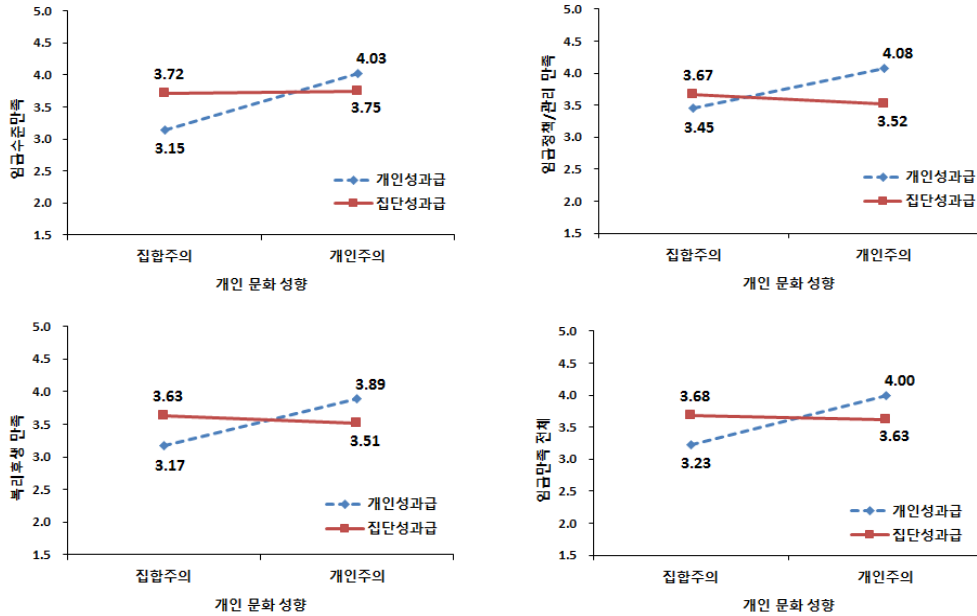 임금수준만족
5.0
4.5
4.0
3.5
3.0
2.5
2.0
1.5
3.72
4.03
3.15
3.75
개인성과급
집단성과급
집합주의
개인주의
개인 문화 성향
임금정책/관리 만족
5.0
4.5
4.0
3.5
3.0
2.5
2.0
1.5
3.67
4.08
3.45
3.52
개인성과급
집단성과급
집합주의
개인주의
개인 문화 성향
복리후생 만족
5.0
4.5
4.0
3.5
3.0
2.5
2.0
1.5
3.63
3.89
3.17
3.51
개인성과급
집단성과급
집합주의
개인주의
개인 문화 성향
임금만족 전체
5.0
4.5
4.0
3.5
3.0
2.5
2.0
1.5
3.68
4.00
3.23
3.63
개인성과급
집단성과급
집합주의
개인주의
개인 문화 성향